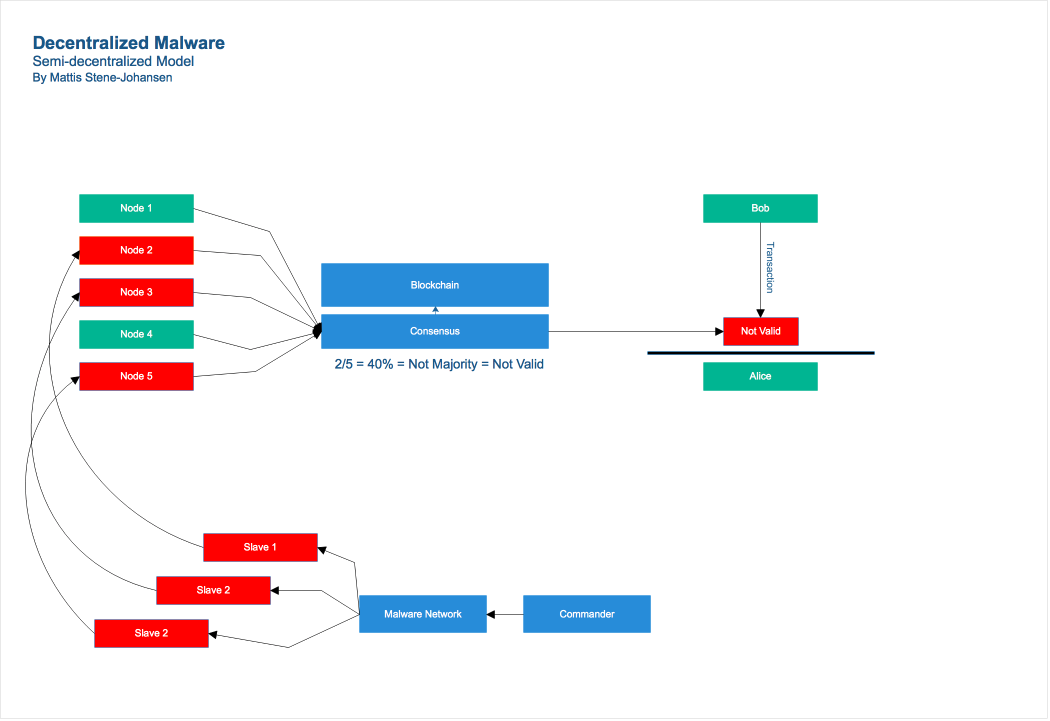 Decentralized Malware
Semi-decentralized Model
By Mattis Stene-Johansen
Node 1
Node 2
Node 3
Node 4
Node 5
Blockchain
Consensus
2/5 = 40% = Not Majority = Not Valid
Bob
Transaction
Not Valid
Alice
Slave 1
Slave 2
Slave 2
Malware Network
Commander